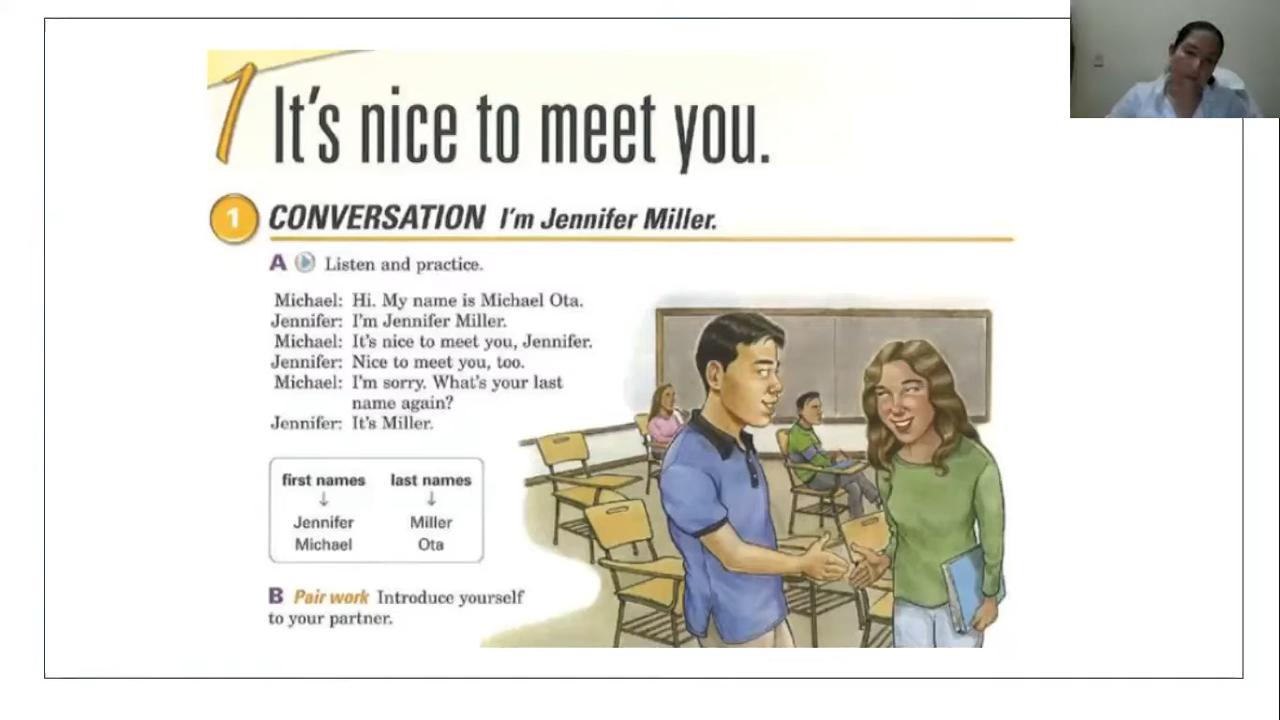 1 It's nice to meet you.
1 CONVERSATION I'm Jennifer Miller.
A Listen and practice.
Michael: Hi. My name is Michael Ota.
Jennifer: I'm Jennifer Miller.
Michael: It's nice to meet you, Jennifer.
Jennifer: Nice to meet you, too.
Michael: I'm sorry. What's your last
name again?
Jennifer: It's Miller.
first names last names
↓ ↓
Jennifer Miller
Michael Ota
B Pair work Introduce yourself
to your partner.